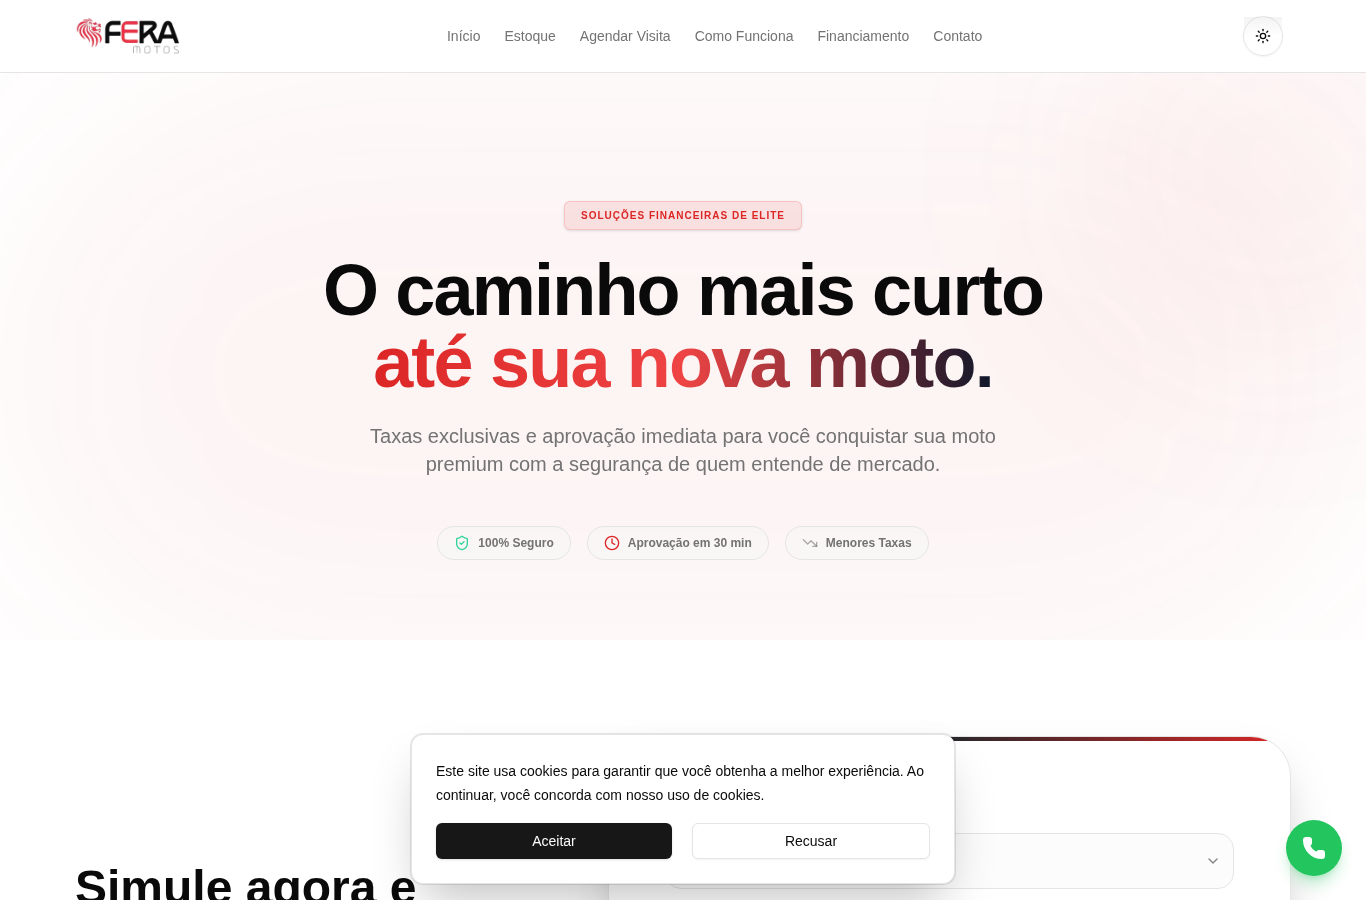 FERA
MOTOS
Início
Estoque
Agendar Visita
Como Funciona
Financiamento
Contato
SOLUÇÕES FINANCEIRAS DE ELITE
O caminho mais curto
até sua nova moto.
Taxas exclusivas e aprovação imediata para você conquistar sua moto
premium com a segurança de quem entende de mercado.
100% Seguro
Aprovação em 30 min
Menores Taxas
Este site usa cookies para garantir que você obtenha a melhor experiência. Ao
continuar, você concorda com nosso uso de cookies.
Aceitar
Recusar
Simule agora e